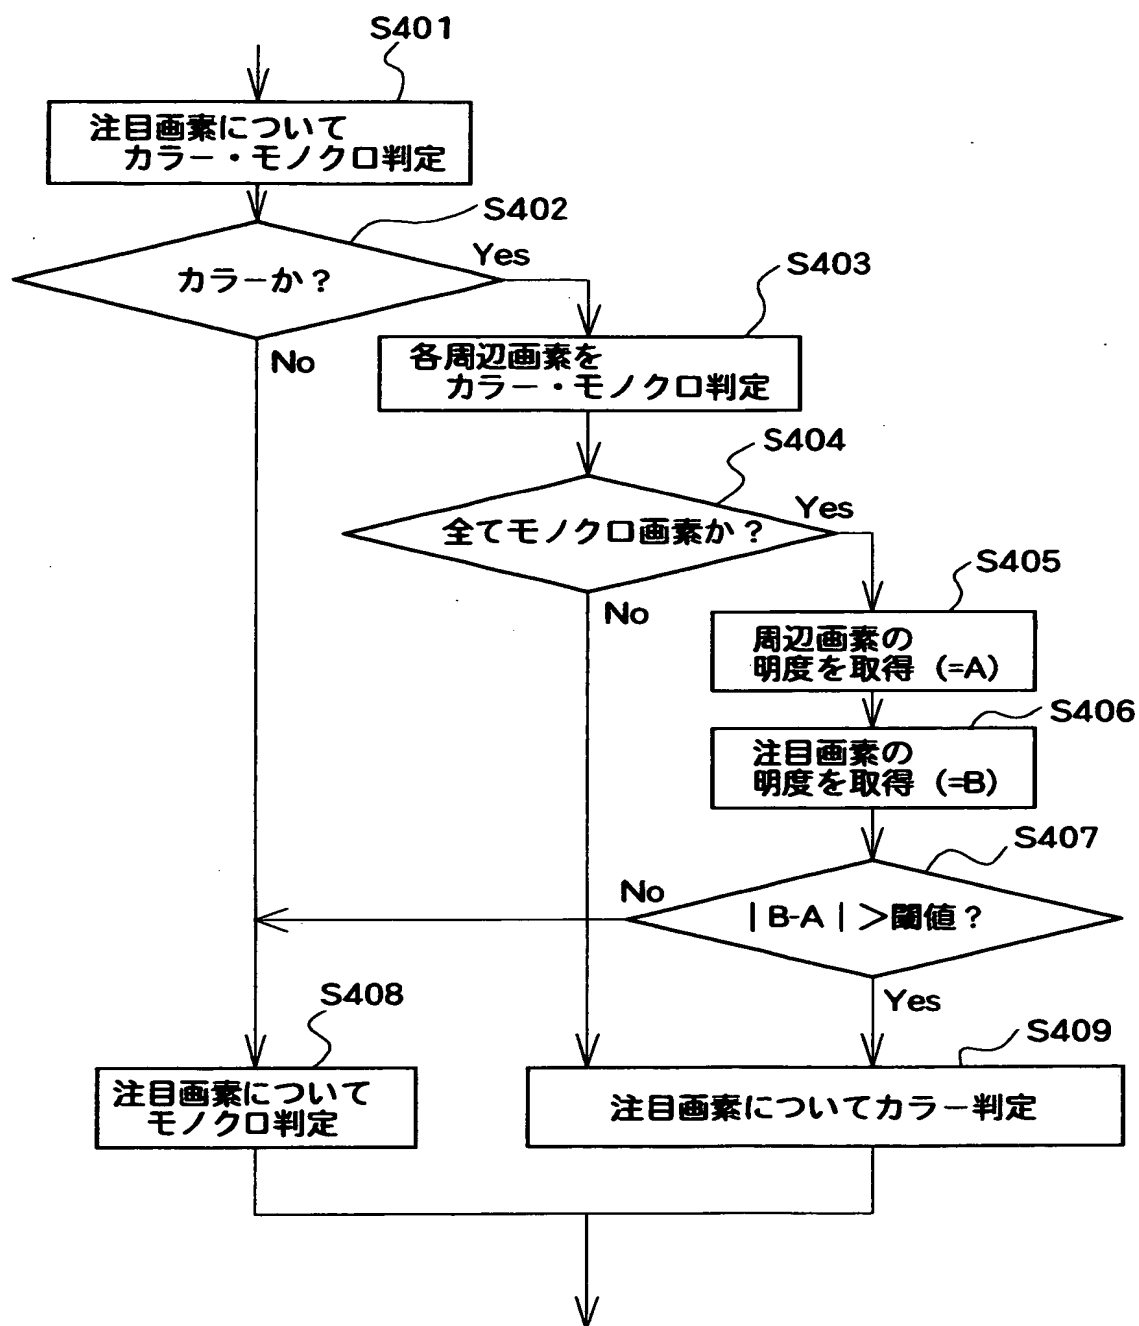 S401
注目画素について
カラー・モノクロ判定
S402
カラーか？
Yes
No
S403
各周辺画素を
カラー・モノクロ判定
S404
全てモノクロ画素か？
Yes
No
S405
周辺画素の
明度を取得 (=A)
S406
注目画素の
明度を取得 (=B)
S407
|B-A|＞閾値？
No
Yes
S408
注目画素について
モノクロ判定
S409
注目画素についてカラー判定